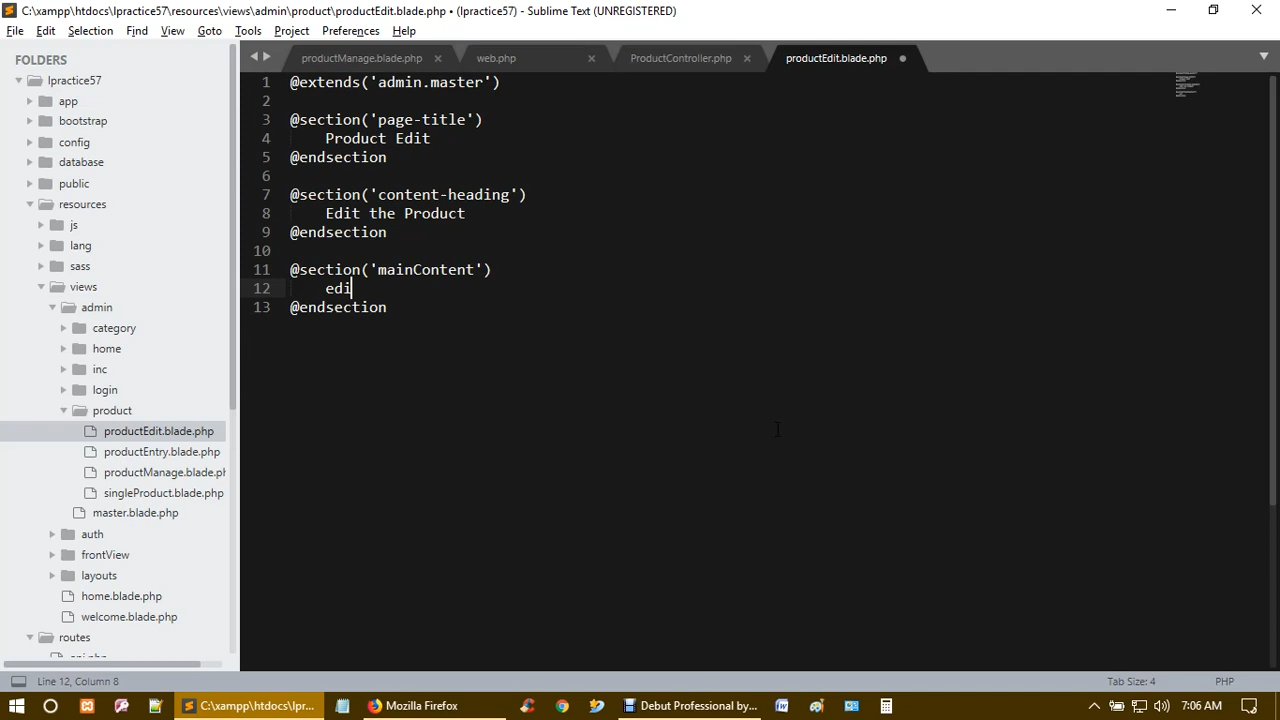 C:\xampp\htdocs\lpractice57\resources\views\admin\product\productEdit.blade.php • (lpractice57) - Sublime Text (UNREGISTERED)
File Edit Selection Find View Goto Tools Project Preferences Help
FOLDERS
lpractice57
app
bootstrap
config
database
public
resources
js
lang
sass
views
admin
category
home
inc
login
product
productEdit.blade.php
productEntry.blade.php
productManage.blade.ph
singleProduct.blade.php
master.blade.php
auth
frontView
layouts
home.blade.php
welcome.blade.php
routes
api.php
productManage.blade.php × web.php × ProductController.php × productEdit.blade.php
1 @extends('admin.master')
2
3 @section('page-title')
4 Product Edit
5 @endsection
6
7 @section('content-heading')
8 Edit the Product
9 @endsection
10
11 @section('mainContent')
12 edi
13 @endsection
Line 12, Column 8 Tab Size: 4 PHP
C:\xampp\htdocs\lpr... Mozilla Firefox Debut Professional by... 7:06 AM